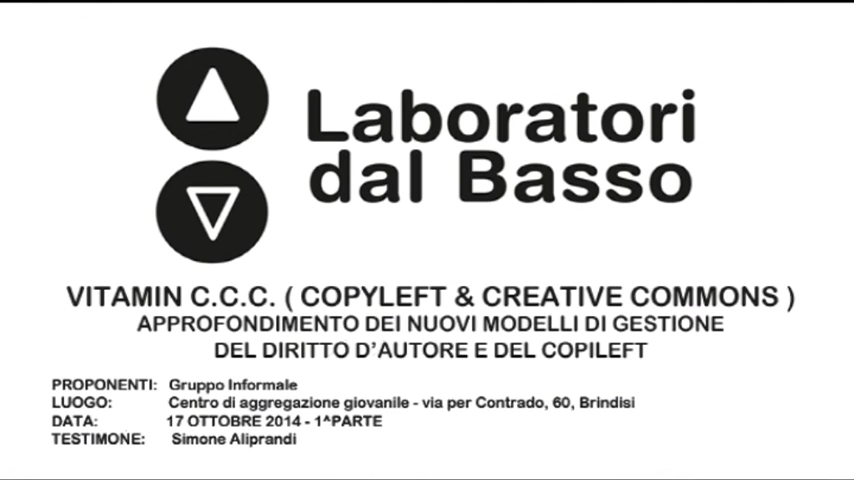 Laboratori
dal Basso
VITAMIN C.C.C. ( COPYLEFT & CREATIVE COMMONS )
APPROFONDIMENTO DEI NUOVI MODELLI DI GESTIONE
DEL DIRITTO D'AUTORE E DEL COPILEFT
PROPONENTI: Gruppo Informale
LUOGO: Centro di aggregazione giovanile - via per Contrado, 60, Brindisi
DATA: 17 OTTOBRE 2014 - 1^PARTE
TESTIMONE: Simone Aliprandi